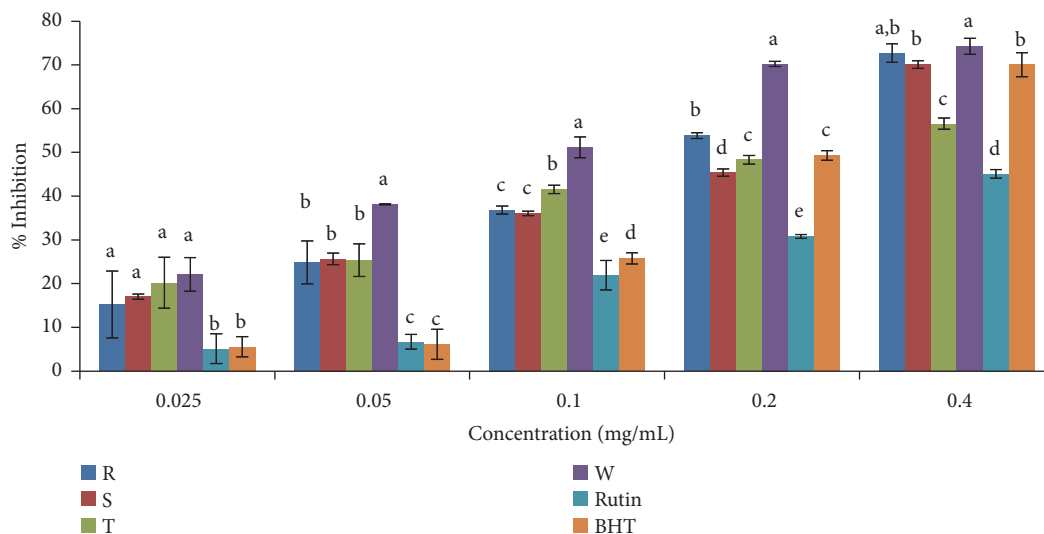 % Inhibition
80
70
60
50
40
30
20
10
0
a a a a b b
b b b a c c
c c b a e d
b d c a e c
a,b b c a d b
0.025 0.05 0.1 0.2 0.4
Concentration (mg/mL)
R
S
T
W
Rutin
BHT